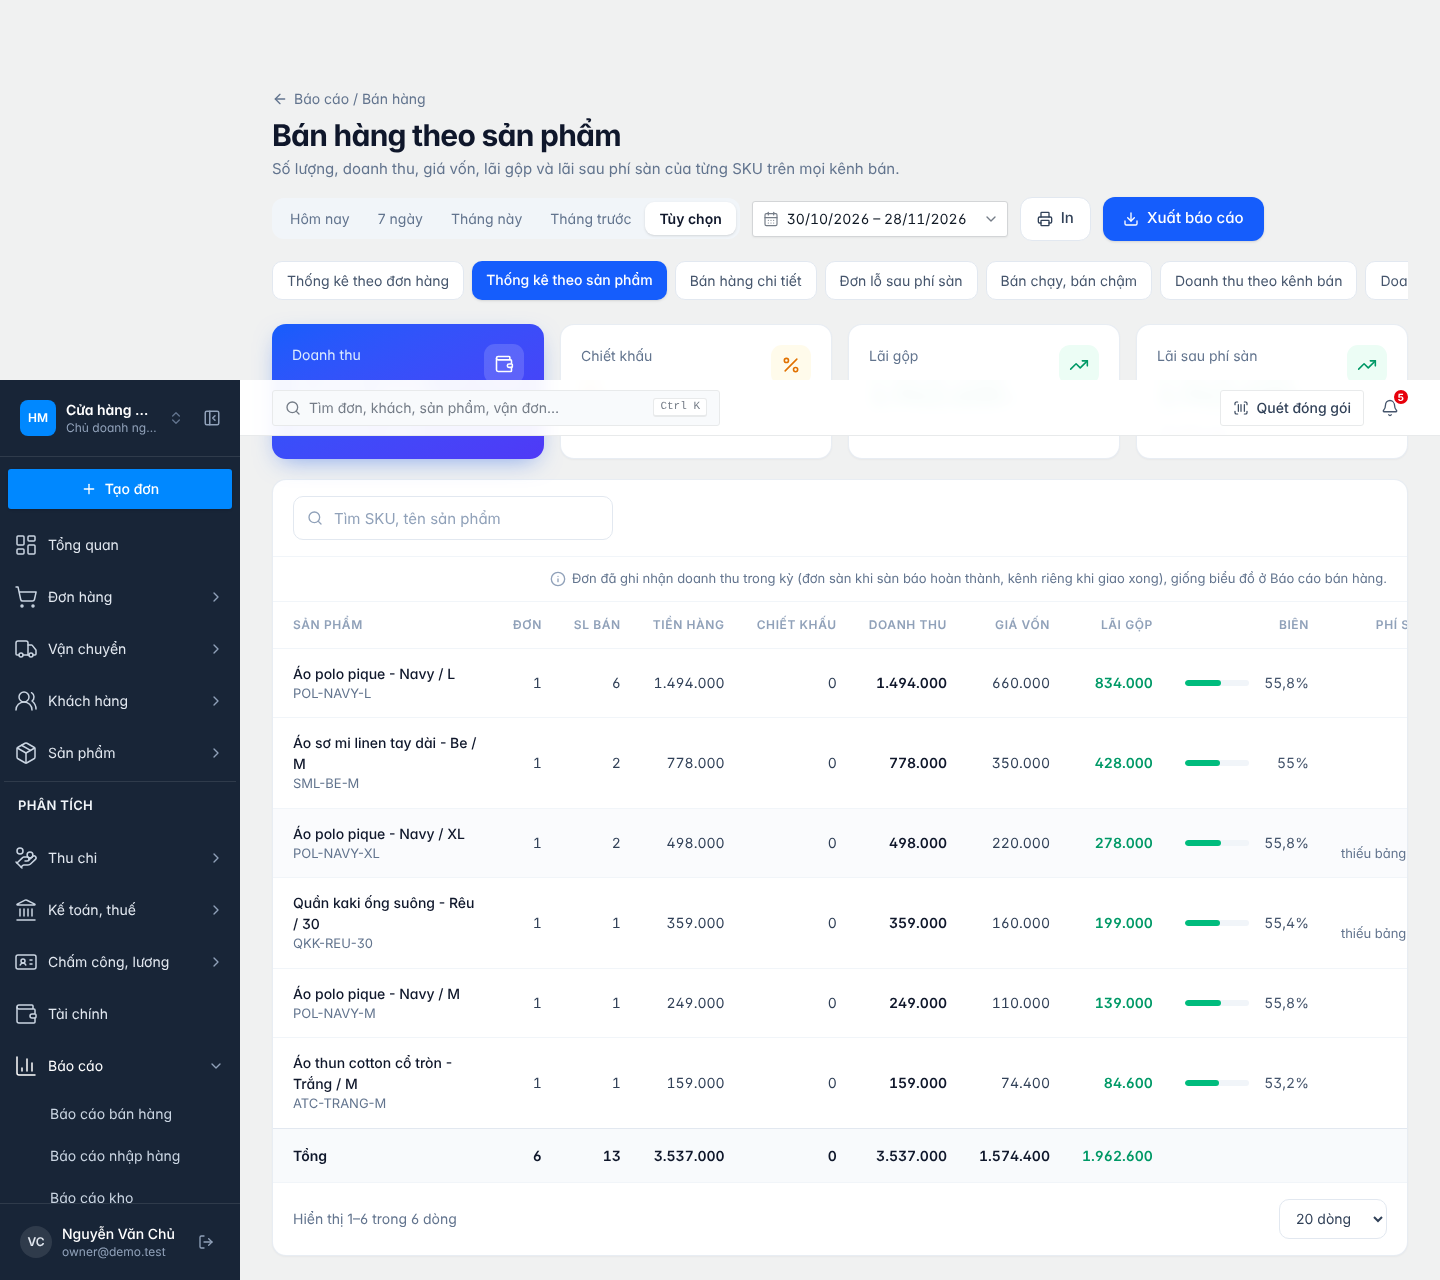 Báo cáo / Bán hàng
Bán hàng theo sản phẩm
Số lượng, doanh thu, giá vốn, lãi gộp và lãi sau phí sàn của từng SKU trên mọi kênh bán.
Hôm nay 7 ngày Tháng này Tháng trước Tùy chọn 30/10/2026 – 28/11/2026 In Xuất báo cáo
Thống kê theo đơn hàng Thống kê theo sản phẩm Bán hàng chi tiết Đơn lỗ sau phí sàn Bán chạy, bán chậm Doanh thu theo kênh bán Doa
Doanh thu Chiết khấu Lãi gộp Lãi sau phí sàn
HM Cửa hàng ...
Chủ doanh ng...
Tìm đơn, khách, sản phẩm, vận đơn... Ctrl K Quét đóng gói 5
Tạo đơn
Tổng quan
Đơn hàng
Vận chuyển
Khách hàng
Sản phẩm
PHÂN TÍCH
Thu chi
Kế toán, thuế
Chấm công, lương
Tài chính
Báo cáo
Báo cáo bán hàng
Báo cáo nhập hàng
Báo cáo kho
VC Nguyễn Văn Chủ
owner@demo.test
Tìm SKU, tên sản phẩm
Đơn đã ghi nhận doanh thu trong kỳ (đơn sàn khi sàn báo hoàn thành, kênh riêng khi giao xong), giống biểu đồ ở Báo cáo bán hàng.
SẢN PHẨM ĐƠN SL BÁN TIỀN HÀNG CHIẾT KHẤU DOANH THU GIÁ VỐN LÃI GỘP BIÊN PHÍ S
Áo polo pique - Navy / L
POL-NAVY-L
1 6 1.494.000 0 1.494.000 660.000 834.000 55,8%
Áo sơ mi linen tay dài - Be /
M
SML-BE-M
1 2 778.000 0 778.000 350.000 428.000 55%
Áo polo pique - Navy / XL
POL-NAVY-XL
1 2 498.000 0 498.000 220.000 278.000 55,8%
thiếu bảng
Quần kaki ống suông - Rêu
/ 30
QKK-REU-30
1 1 359.000 0 359.000 160.000 199.000 55,4%
thiếu bảng
Áo polo pique - Navy / M
POL-NAVY-M
1 1 249.000 0 249.000 110.000 139.000 55,8%
Áo thun cotton cổ tròn -
Trắng / M
ATC-TRANG-M
1 1 159.000 0 159.000 74.400 84.600 53,2%
Tổng 6 13 3.537.000 0 3.537.000 1.574.400 1.962.600
Hiển thị 1–6 trong 6 dòng 20 dòng